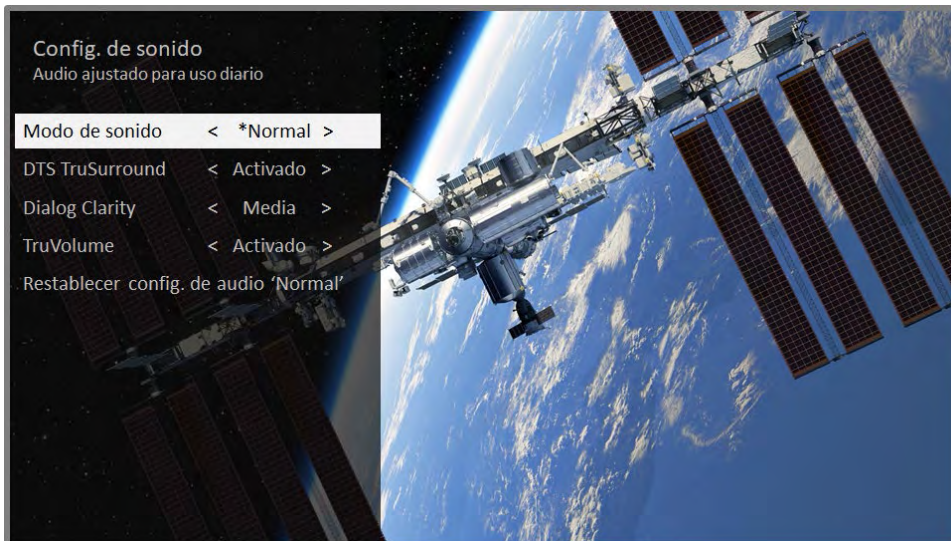 Config. de sonido
Audio ajustado para uso diario
Modo de sonido < *Normal >
DTS TruSurround < Activado >
Dialog Clarity < Media >
TruVolume < Activado >
Restablecer config. de audio ‘Normal’